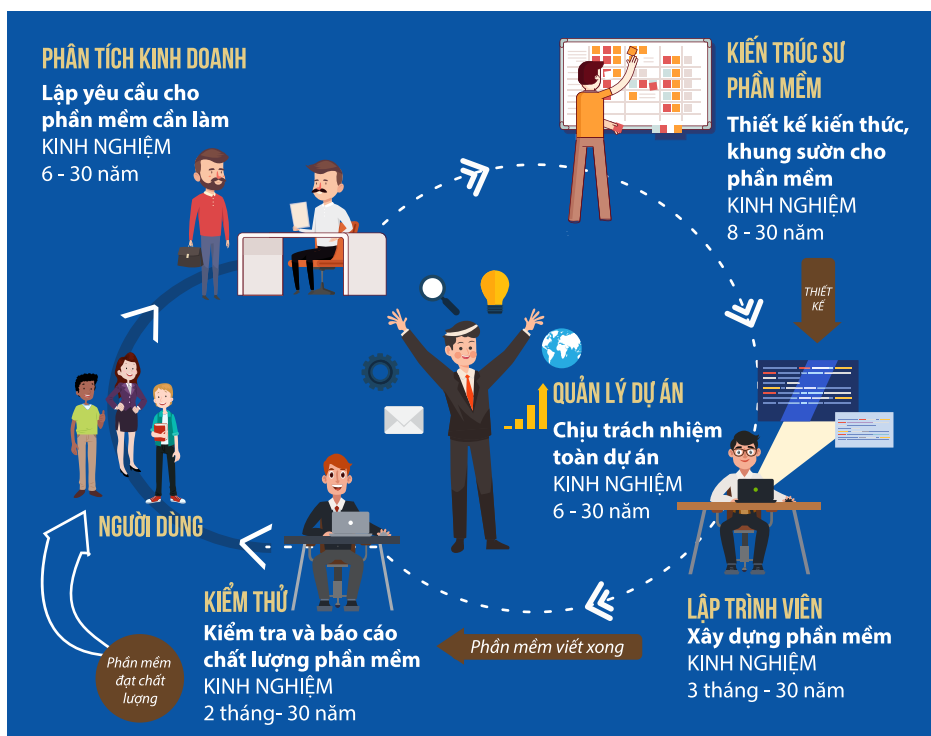 PHÂN TÍCH KINH DOANH
Lập yêu cầu cho
phần mềm cần làm
KINH NGHIỆM
6 - 30 năm
KIẾN TRÚC SƯ
PHẦN MỀM
Thiết kế kiến thức,
khung sườn cho
phần mềm
KINH NGHIỆM
8 - 30 năm
THIẾT
KẾ
QUẢN LÝ DỰ ÁN
Chịu trách nhiệm
toàn dự án
KINH NGHIỆM
6 - 30 năm
LẬP TRÌNH VIÊN
Xây dựng phần mềm
KINH NGHIỆM
3 tháng - 30 năm
Phần mềm viết xong
KIỂM THỬ
Kiểm tra và báo cáo
chất lượng phần mềm
KINH NGHIỆM
2 tháng- 30 năm
Phần mềm
đạt chất
lượng
NGƯỜI DÙNG